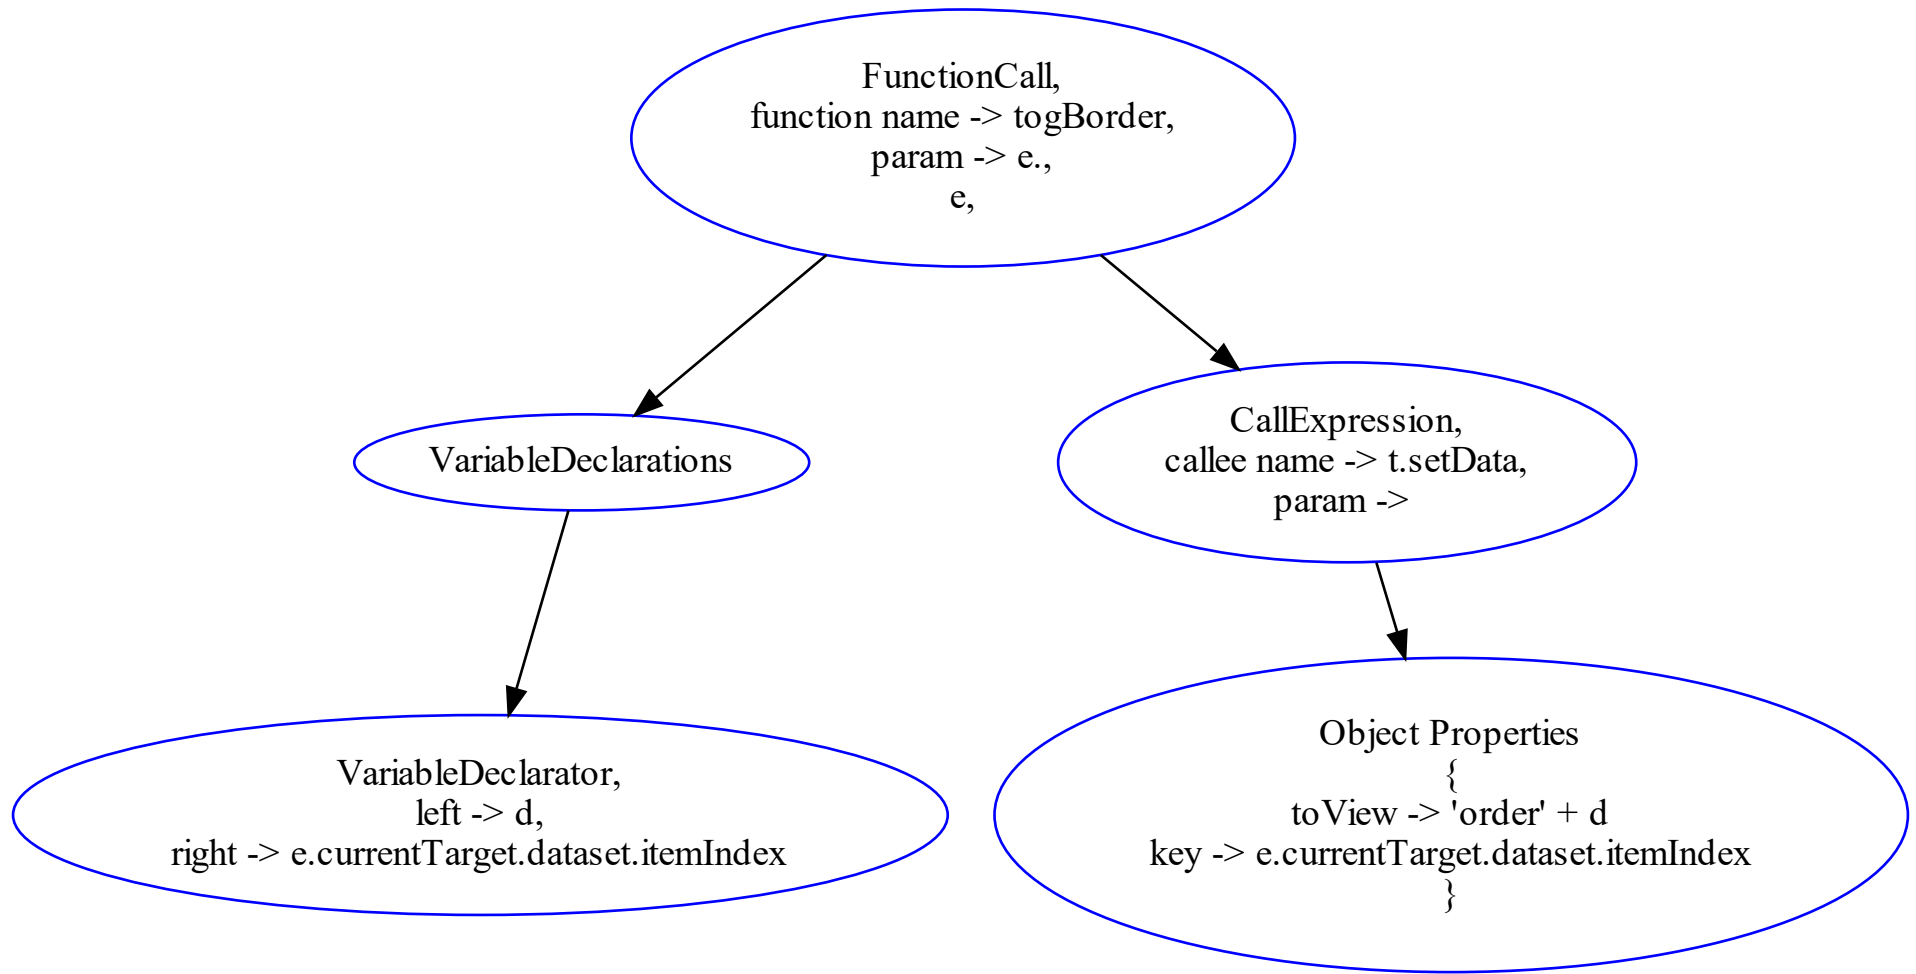 FunctionCall,
function name -> togBorder,
param -> e.,
e,
VariableDeclarations
CallExpression,
callee name -> t.setData,
param ->
VariableDeclarator,
left -> d,
right -> e.currentTarget.dataset.itemIndex
Object Properties
{
toView -> 'order' + d
key -> e.currentTarget.dataset.itemIndex
}